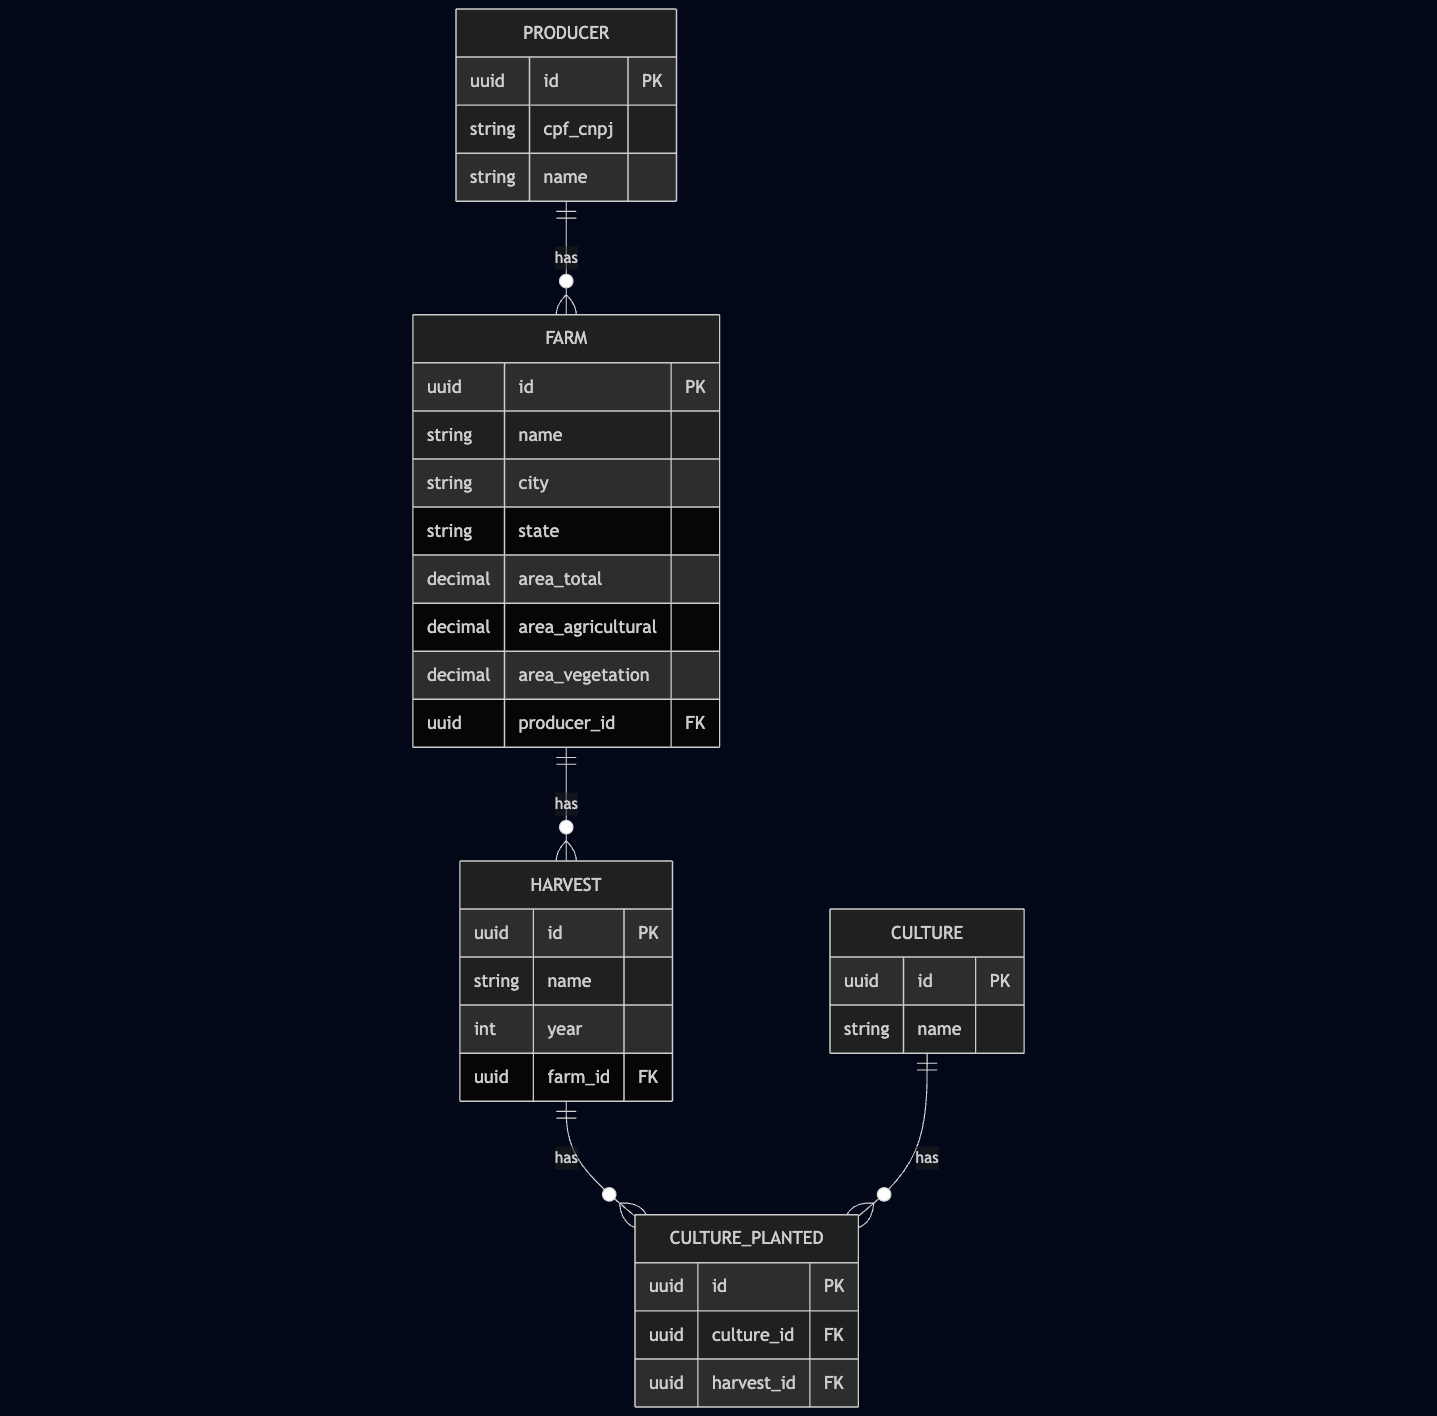 PRODUCER
uuid id PK
string cpf_cnpj
string name
has
FARM
uuid id PK
string name
string city
string state
decimal area_total
decimal area_agricultural
decimal area_vegetation
uuid producer_id FK
has
HARVEST
uuid id PK
string name
int year
uuid farm_id FK
CULTURE
uuid id PK
string name
has
has
CULTURE_PLANTED
uuid id PK
uuid culture_id FK
uuid harvest_id FK